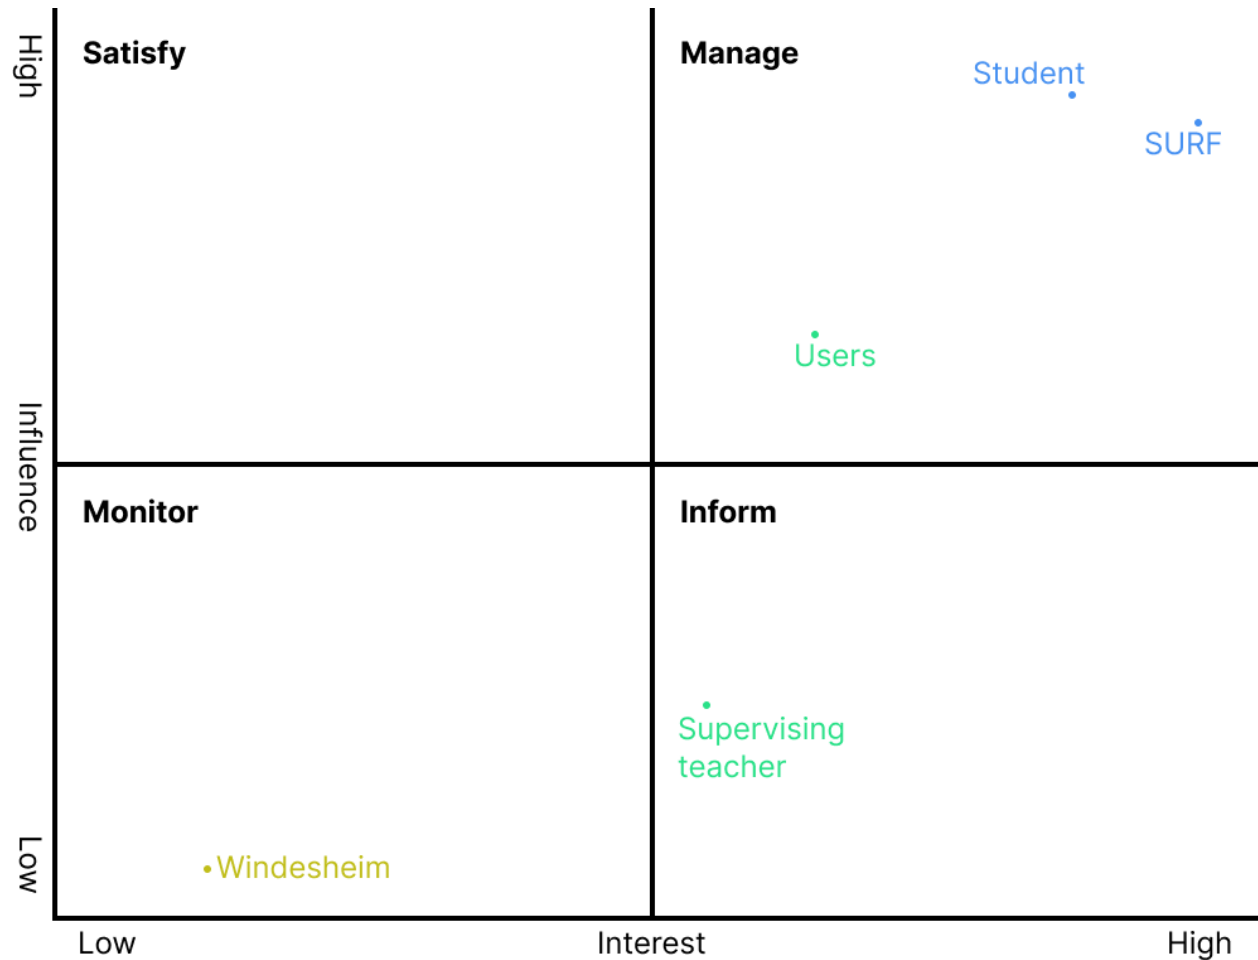 High
Satisfy
Manage
Student
SURF
Users
Influence
Monitor
Inform
Supervising
teacher
Low
Windesheim
Low
Interest
High